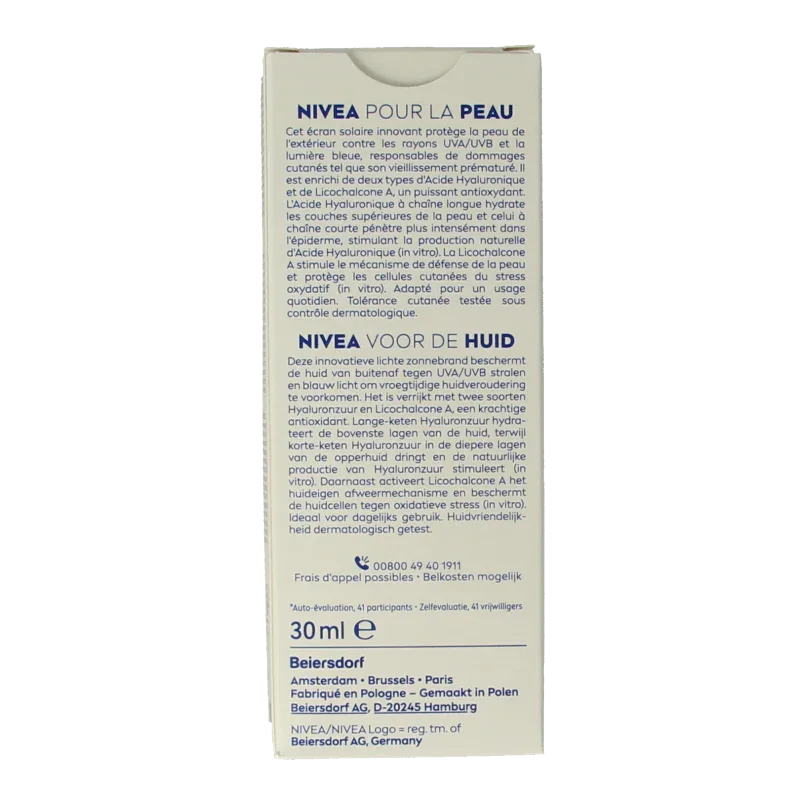 NIVEA POUR LA PEAU
Cet écran solaire innovant protège la peau de
l'extérieur contre les rayons UVA/UVB et la
lumière bleue, responsables de dommages
cutanés tel que son vieillissement prématuré. Il
est enrichi de deux types d'Acide Hyaluronique
et de Licochalcone A, un puissant antioxydant.
L'Acide Hyaluronique à chaîne longue hydrate
les couches supérieures de la peau et celui à
chaîne courte pénètre plus intensément dans
l'épiderme, stimulant la production naturelle
d'Acide Hyaluronique (in vitro). La Licochalcone
A stimule le mécanisme de défense de la peau
et protège les cellules cutanées du stress
oxydatif (in vitro). Adapté pour un usage
quotidien. Tolérance cutanée testée sous
contrôle dermatologique.
NIVEA VOOR DE HUID
Deze innovatieve lichte zonnebrand beschermt
de huid van buitenaf tegen UVA/UVB stralen
en blauw licht om vroegtijdige huidveroudering
te voorkomen. Het is verrijkt met twee soorten
Hyaluronzuur en Licochalcone A, een krachtige
antioxidant. Lange-keten Hyaluronzuur hydra-
teert de bovenste lagen van de huid, terwijl
korte-keten Hyaluronzuur in de diepere lagen
van de opperhuid dringt en de natuurlijke
productie van Hyaluronzuur stimuleert (in
vitro). Daarnaast activeert Licochalcone A het
huideigen afweermechanisme en beschermt
de huidcellen tegen oxidatieve stress (in vitro).
Ideaal voor dagelijks gebruik. Huidvriendelijk-
heid dermatologisch getest.
00800 49 40 1911
Frais d'appel possibles • Belkosten mogelijk
*Auto-évaluation, 41 participants • Zelfevaluatie, 41 vrijwilligers
30 ml ℮
Beiersdorf
Amsterdam • Brussels • Paris
Fabriqué en Pologne – Gemaakt in Polen
Beiersdorf AG, D-20245 Hamburg
NIVEA/NIVEA Logo = reg. tm. of
Beiersdorf AG, Germany